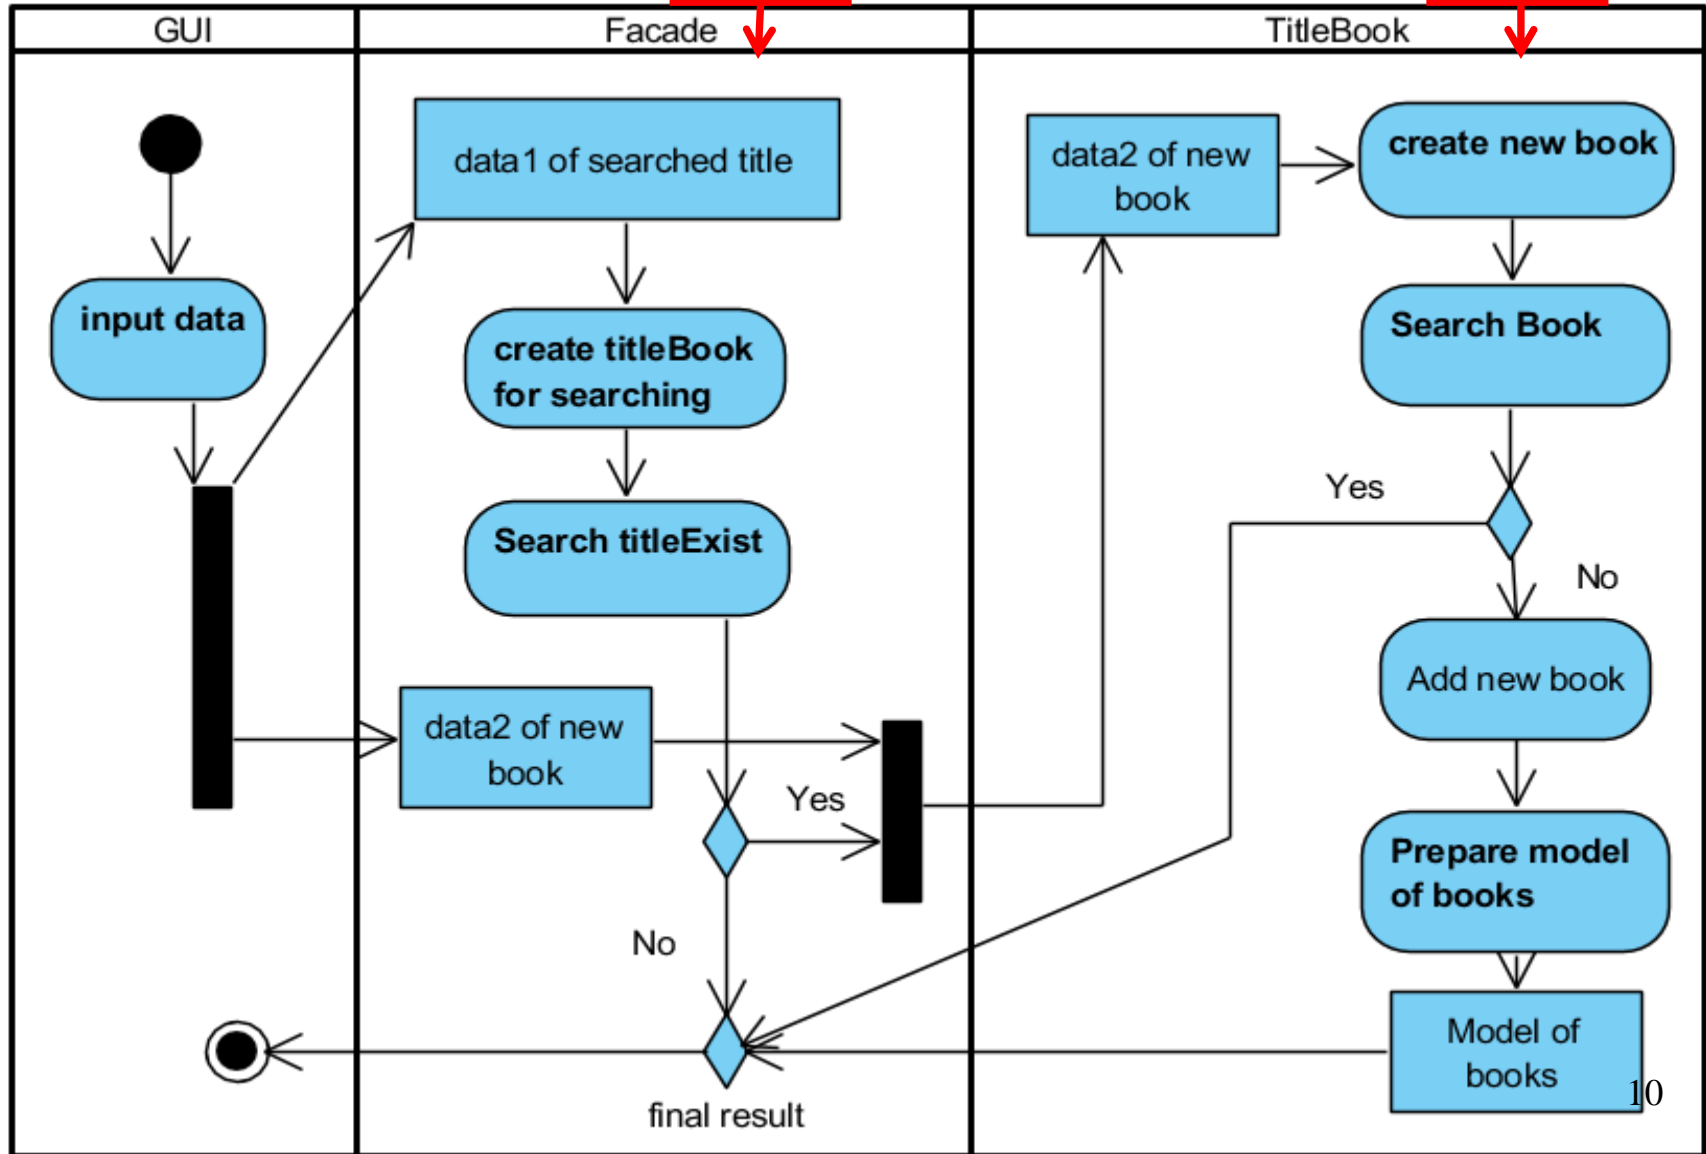 GUI
Facade
TitleBook
input data
data1 of searched title
create titleBook
for searching
Search titleExist
data2 of new
book
Yes
No
final result
data2 of new
book
create new book
Search Book
Yes
No
Add new book
Prepare model
of books
Model of
books
10